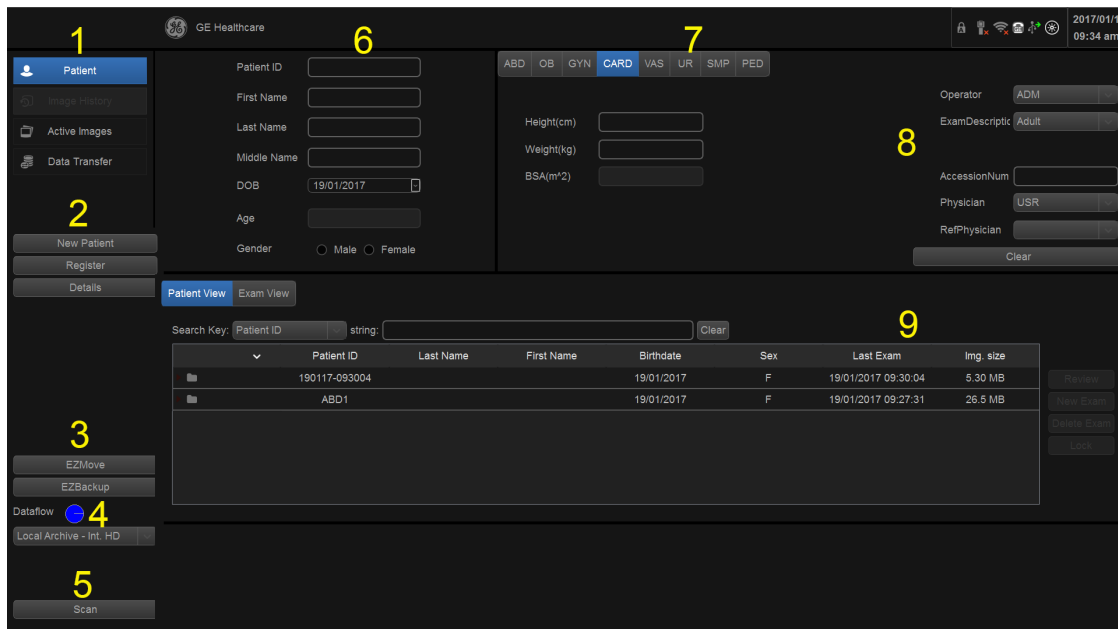 GE Healthcare
2017/01/1
09:34 am
1
6
7
Patient
Image History
Active Images
Data Transfer
Patient ID
First Name
Last Name
Middle Name
DOB 19/01/2017
Age
Gender Male Female
ABD OB GYN CARD VAS UR SMP PED
Height(cm)
Weight(kg)
BSA(m^2)
8
Operator ADM
ExamDescriptic Adult
AccessionNum
Physician USR
RefPhysician
Clear
2
New Patient
Register
Details
Patient View Exam View
9
Search Key: Patient ID string: Clear
Patient ID Last Name First Name Birthdate Sex Last Exam Img. size
190117-093004 19/01/2017 F 19/01/2017 09:30:04 5.30 MB
ABD1 19/01/2017 F 19/01/2017 09:27:31 26.5 MB
Review
New Exam
Delete Exam
Lock
3
EZMove
EZBackup
Dataflow 4
Local Archive - Int. HD
5
Scan